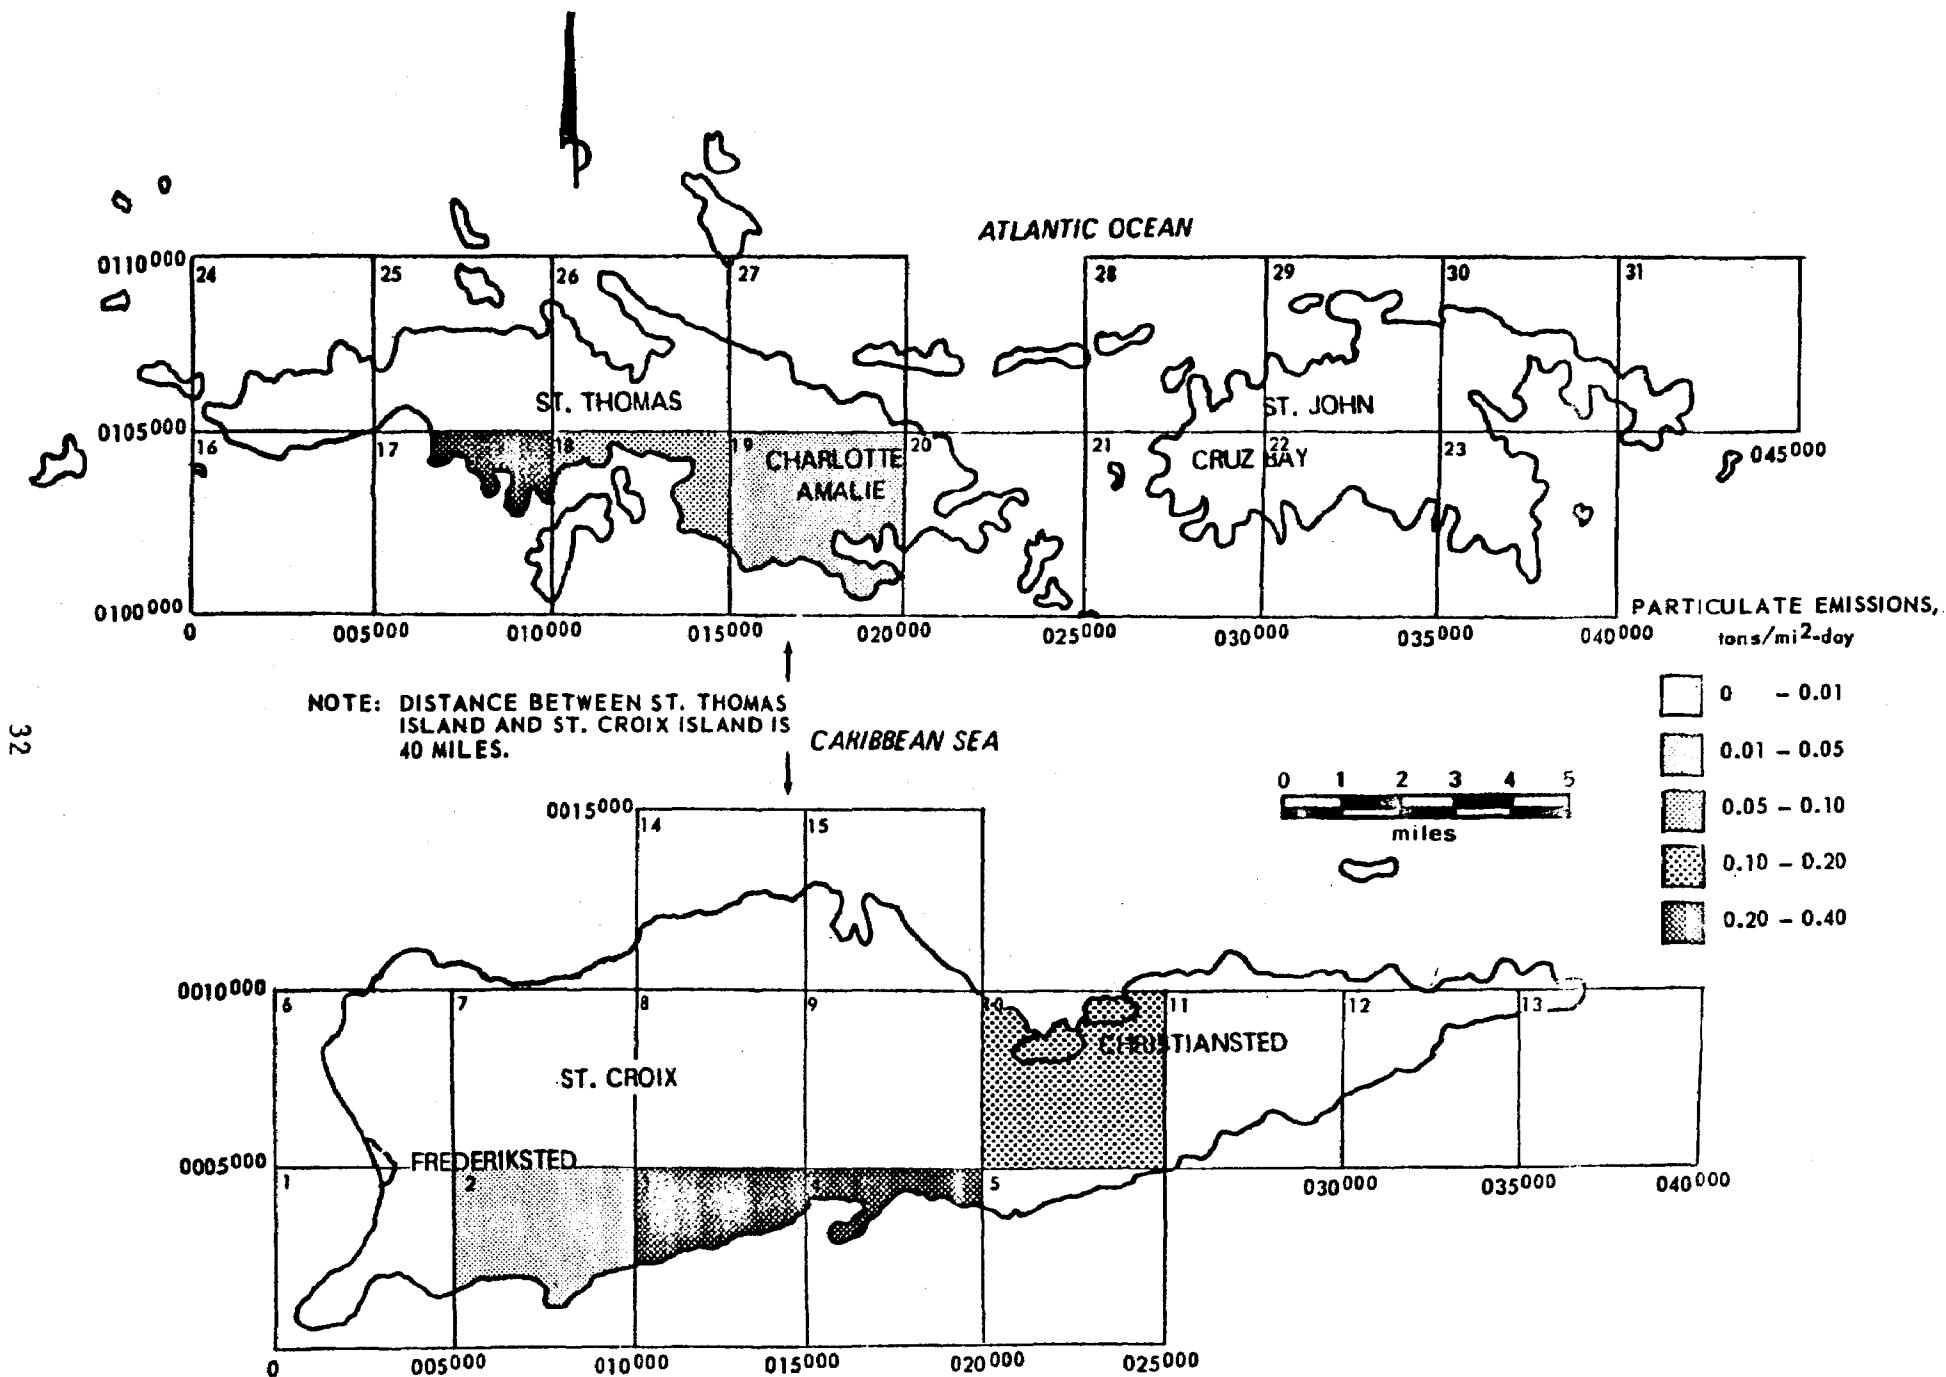 ATLANTIC OCEAN
0110000
24
25
26
27
28
29
30
31
ST. THOMAS
ST. JOHN
0105000
16
17
18
19
20
21
22
23
045000
CHARLOTTE
AMALIE
CRUZ BAY
0100000
0
005000
010000
015000
020000
025000
030000
035000
040000
PARTICULATE EMISSIONS,
tons/mi2-day
0 – 0.01
0.01 – 0.05
0.05 – 0.10
0.10 – 0.20
0.20 – 0.40
NOTE: DISTANCE BETWEEN ST. THOMAS
ISLAND AND ST. CROIX ISLAND IS
40 MILES.
32
CARIBBEAN SEA
0 1 2 3 4 5
miles
0015000
14
15
0010000
6
7
8
9
11
12
13
CHRISTIANSTED
ST. CROIX
FREDERIKSTED
0005000
1
2
3
4
5
030000
035000
040000
0
005000
010000
015000
020000
025000